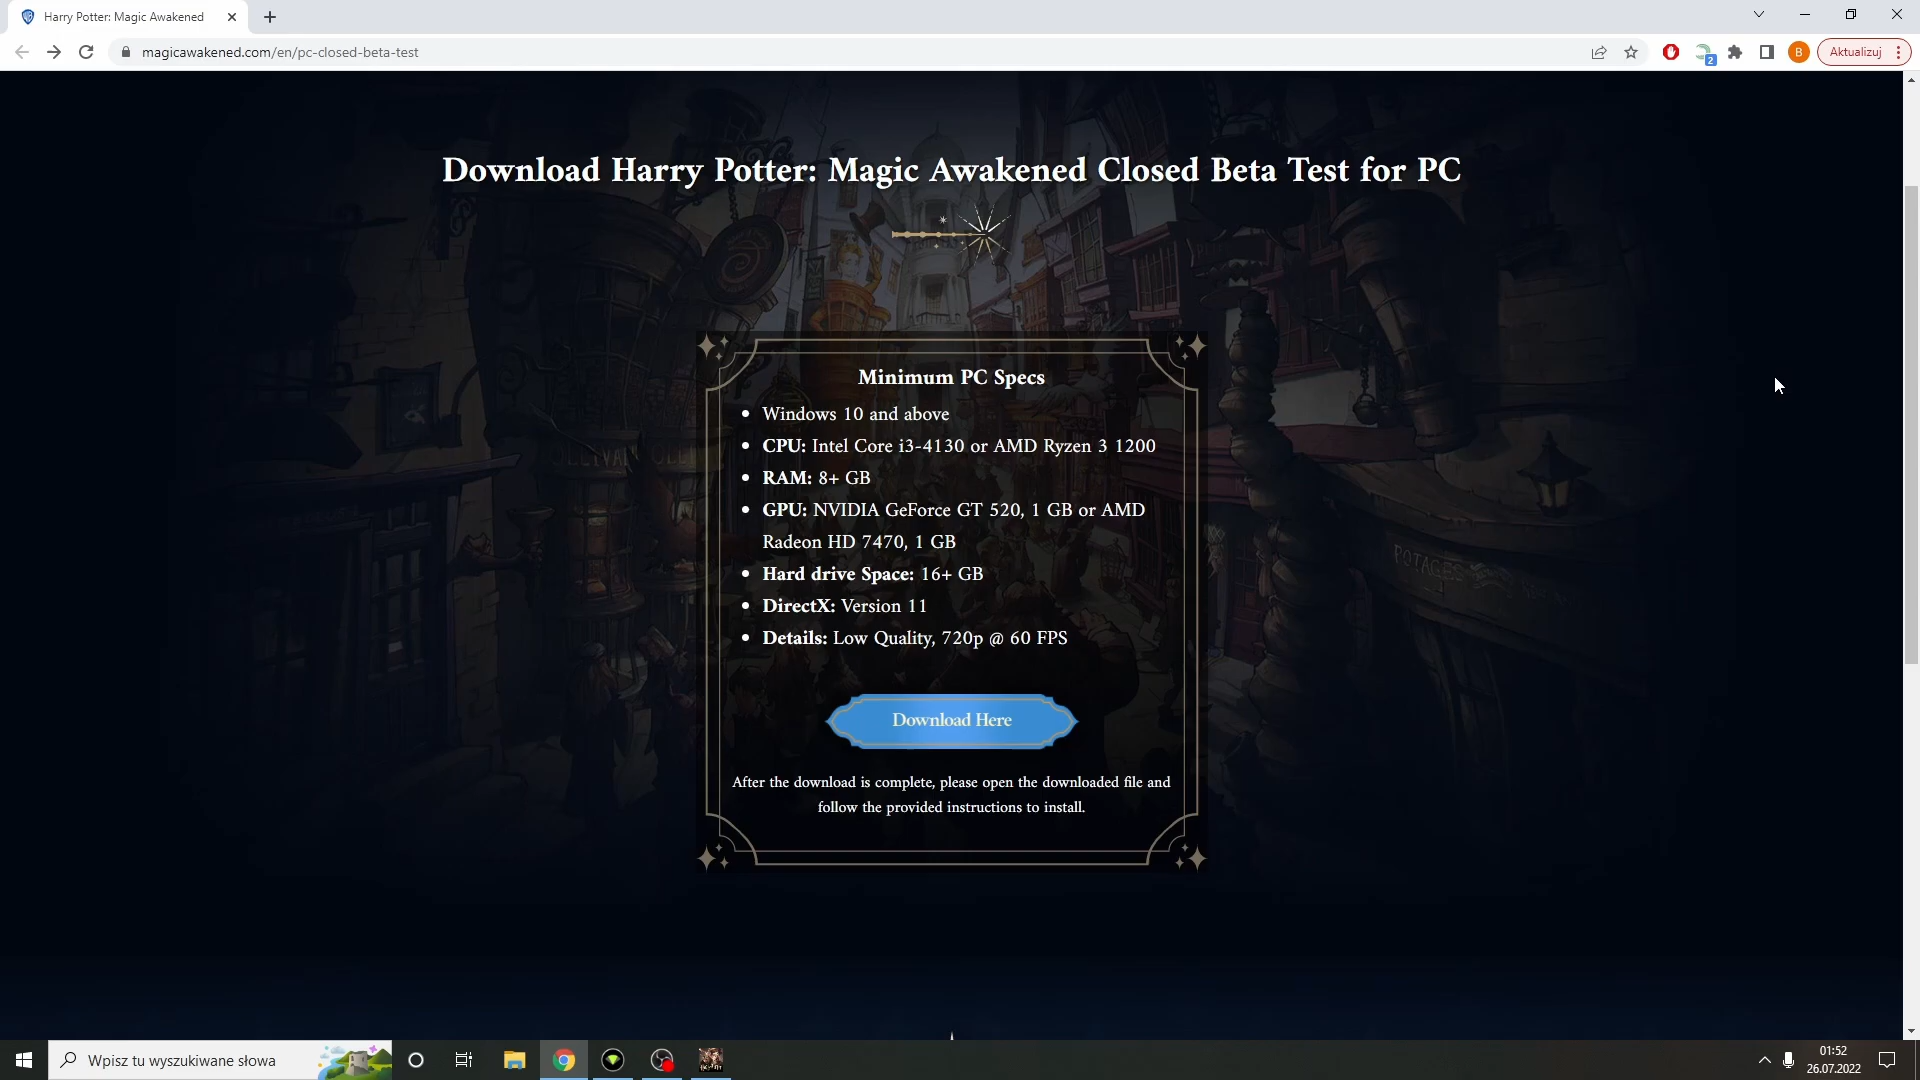 Harry Potter: Magic Awakened
magicawakened.com/en/pc-closed-beta-test
2
B
Aktualizuj
Download Harry Potter: Magic Awakened Closed Beta Test for PC
Minimum PC Specs
Windows 10 and above
CPU: Intel Core i3-4130 or AMD Ryzen 3 1200
RAM: 8+ GB
GPU: NVIDIA GeForce GT 520, 1 GB or AMD
Radeon HD 7470, 1 GB
Hard drive Space: 16+ GB
DirectX: Version 11
Details: Low Quality, 720p @ 60 FPS
POTAGES
Download Here
After the download is complete, please open the downloaded file and
follow the provided instructions to install.
Wpisz tu wyszukiwane słowa
01:52
26.07.2022